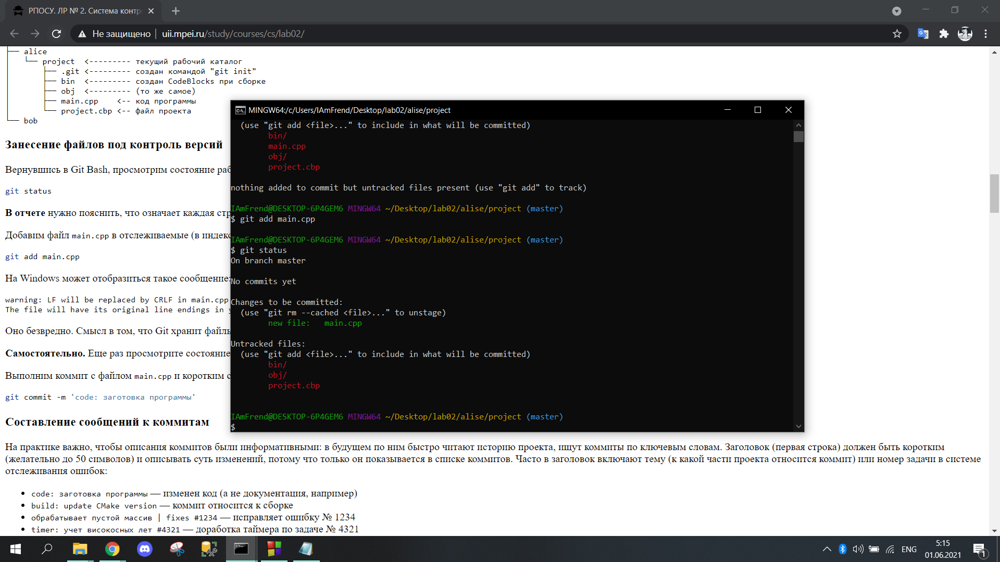 РПОСУ. ЛР № 2. Система контр
Не защищено | uii.mpei.ru/study/courses/cs/lab02/
├── alice
└── project <--------- текущий рабочий каталог
├── .git <--------- создан командой "git init"
├── bin <--------- создан CodeBlocks при сборке
├── obj <--------- (то же самое)
├── main.cpp <-- код программы
└── project.cbp <-- файл проекта
└── bob
Занесение файлов под контроль версий
Вернувшись в Git Bash, просмотрим состояние раб
git status
В отчете нужно пояснить, что означает каждая стр
Добавим файл main.cpp в отслеживаемые (в индекс
git add main.cpp
На Windows может отобразиться такое сообщение:
warning: LF will be replaced by CRLF in main.cpp
The file will have its original line endings in y
Оно безвредно. Смысл в том, что Git хранит файлы
Самостоятельно. Еще раз просмотрите состояние
Выполним коммит с файлом main.cpp и коротким с
git commit -m 'code: заготовка программы'
Составление сообщений к коммитам
На практике важно, чтобы описания коммитов были информативными: в будущем по ним быстро читают историю проекта, ищут коммиты по ключевым словам. Заголовок (первая строка) должен быть коротким
(желательно до 50 символов) и описывать суть изменений, потому что только он показывается в списке коммитов. Часто в заголовок включают тему (к какой части проекта относится коммит) или номер задачи в системе
отслеживания ошибок:
• code: заготовка программы — изменен код (а не документация, например)
• build: update CMake version — коммит относится к сборке
• обрабатывает пустой массив | fixes #1234 — исправляет ошибку № 1234
• timer: учет високосных лет #4321 — доработка таймера по задаче № 4321
MINGW64:/c/Users/IAmFrend/Desktop/lab02/alise/project
(use "git add <file>..." to include in what will be committed)
bin/
main.cpp
obj/
project.cbp
nothing added to commit but untracked files present (use "git add" to track)
IAmFrend@DESKTOP-6P4GEM6 MINGW64 ~/Desktop/lab02/alise/project (master)
$ git add main.cpp
IAmFrend@DESKTOP-6P4GEM6 MINGW64 ~/Desktop/lab02/alise/project (master)
$ git status
On branch master
No commits yet
Changes to be committed:
(use "git rm --cached <file>..." to unstage)
new file: main.cpp
Untracked files:
(use "git add <file>..." to include in what will be committed)
bin/
obj/
project.cbp
IAmFrend@DESKTOP-6P4GEM6 MINGW64 ~/Desktop/lab02/alise/project (master)
$
ENG
5:15
01.06.2021
1